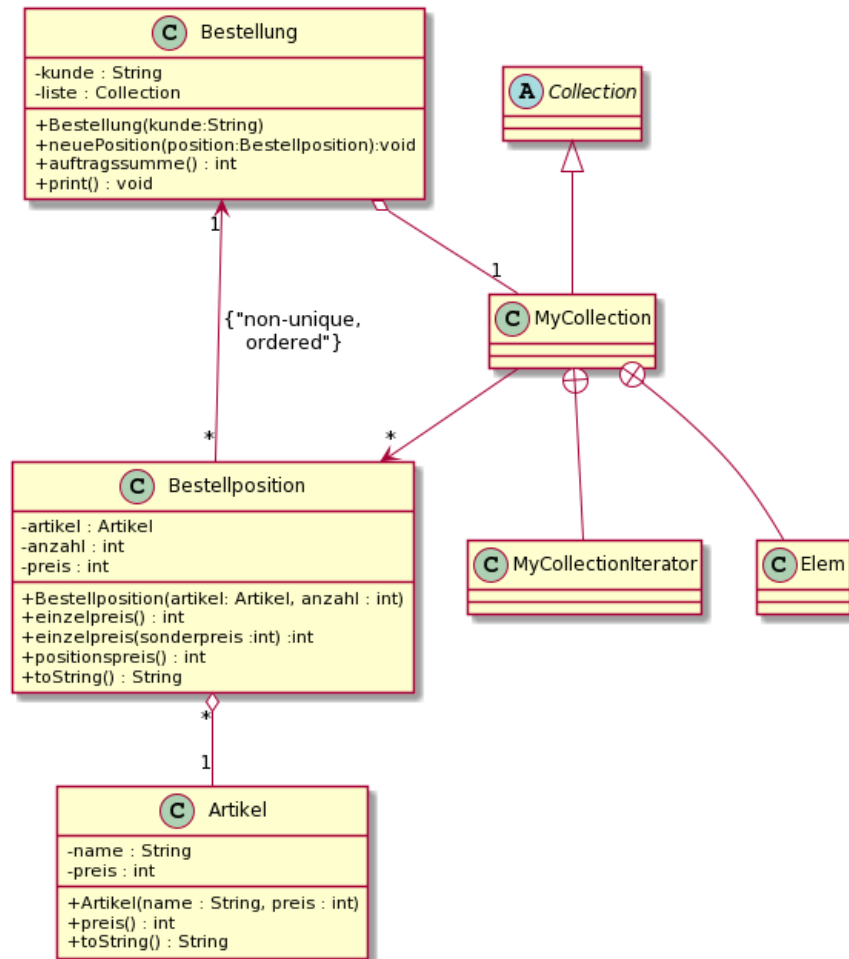 C Bestellung
-kunde : String
-liste : Collection
+Bestellung(kunde:String)
+neuePosition(position:Bestellposition):void
+auftragssumme() : int
+print() : void
A Collection
1
1
{"non-unique,
ordered"}
C MyCollection
*
*
C Bestellposition
-artikel : Artikel
-anzahl : int
-preis : int
+Bestellposition(artikel: Artikel, anzahl : int)
+einzelpreis() : int
+einzelpreis(sonderpreis :int) :int
+positionspreis() : int
+toString() : String
C MyCollectionIterator
C Elem
*
1
C Artikel
-name : String
-preis : int
+Artikel(name : String, preis : int)
+preis() : int
+toString() : String